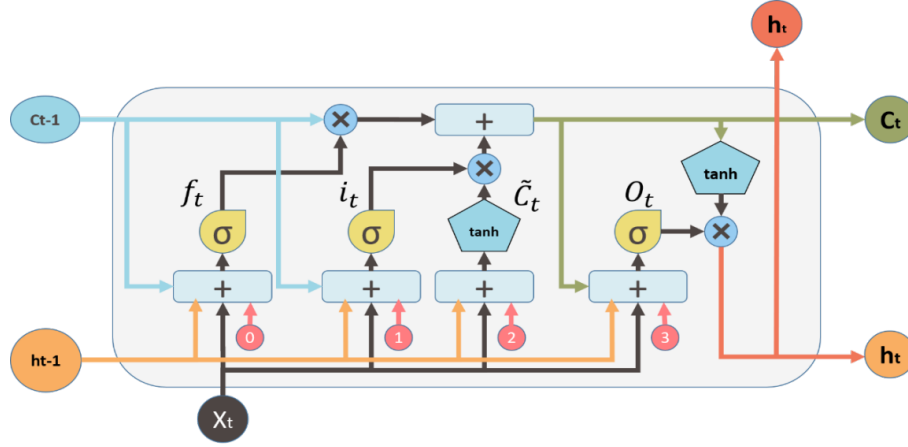 hₜ
Ct-1
×
+
Cₜ
tanh
fₜ
iₜ
×
C̃ₜ
Oₜ
σ
σ
tanh
σ
×
+
+
+
+
0
1
2
3
ht-1
hₜ
Xₜ